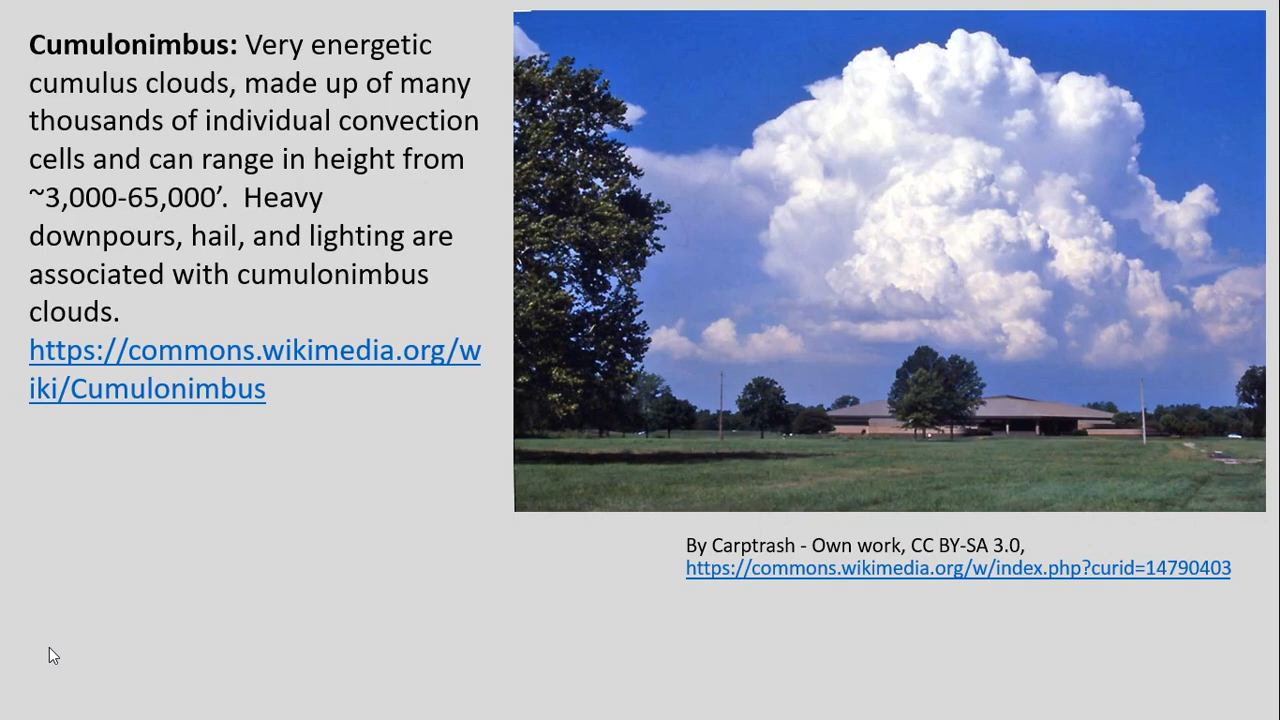 Cumulonimbus: Very energetic
cumulus clouds, made up of many
thousands of individual convection
cells and can range in height from
~3,000-65,000’.  Heavy
downpours, hail, and lighting are
associated with cumulonimbus
clouds.
https://commons.wikimedia.org/w
iki/Cumulonimbus
By Carptrash - Own work, CC BY-SA 3.0,
https://commons.wikimedia.org/w/index.php?curid=14790403